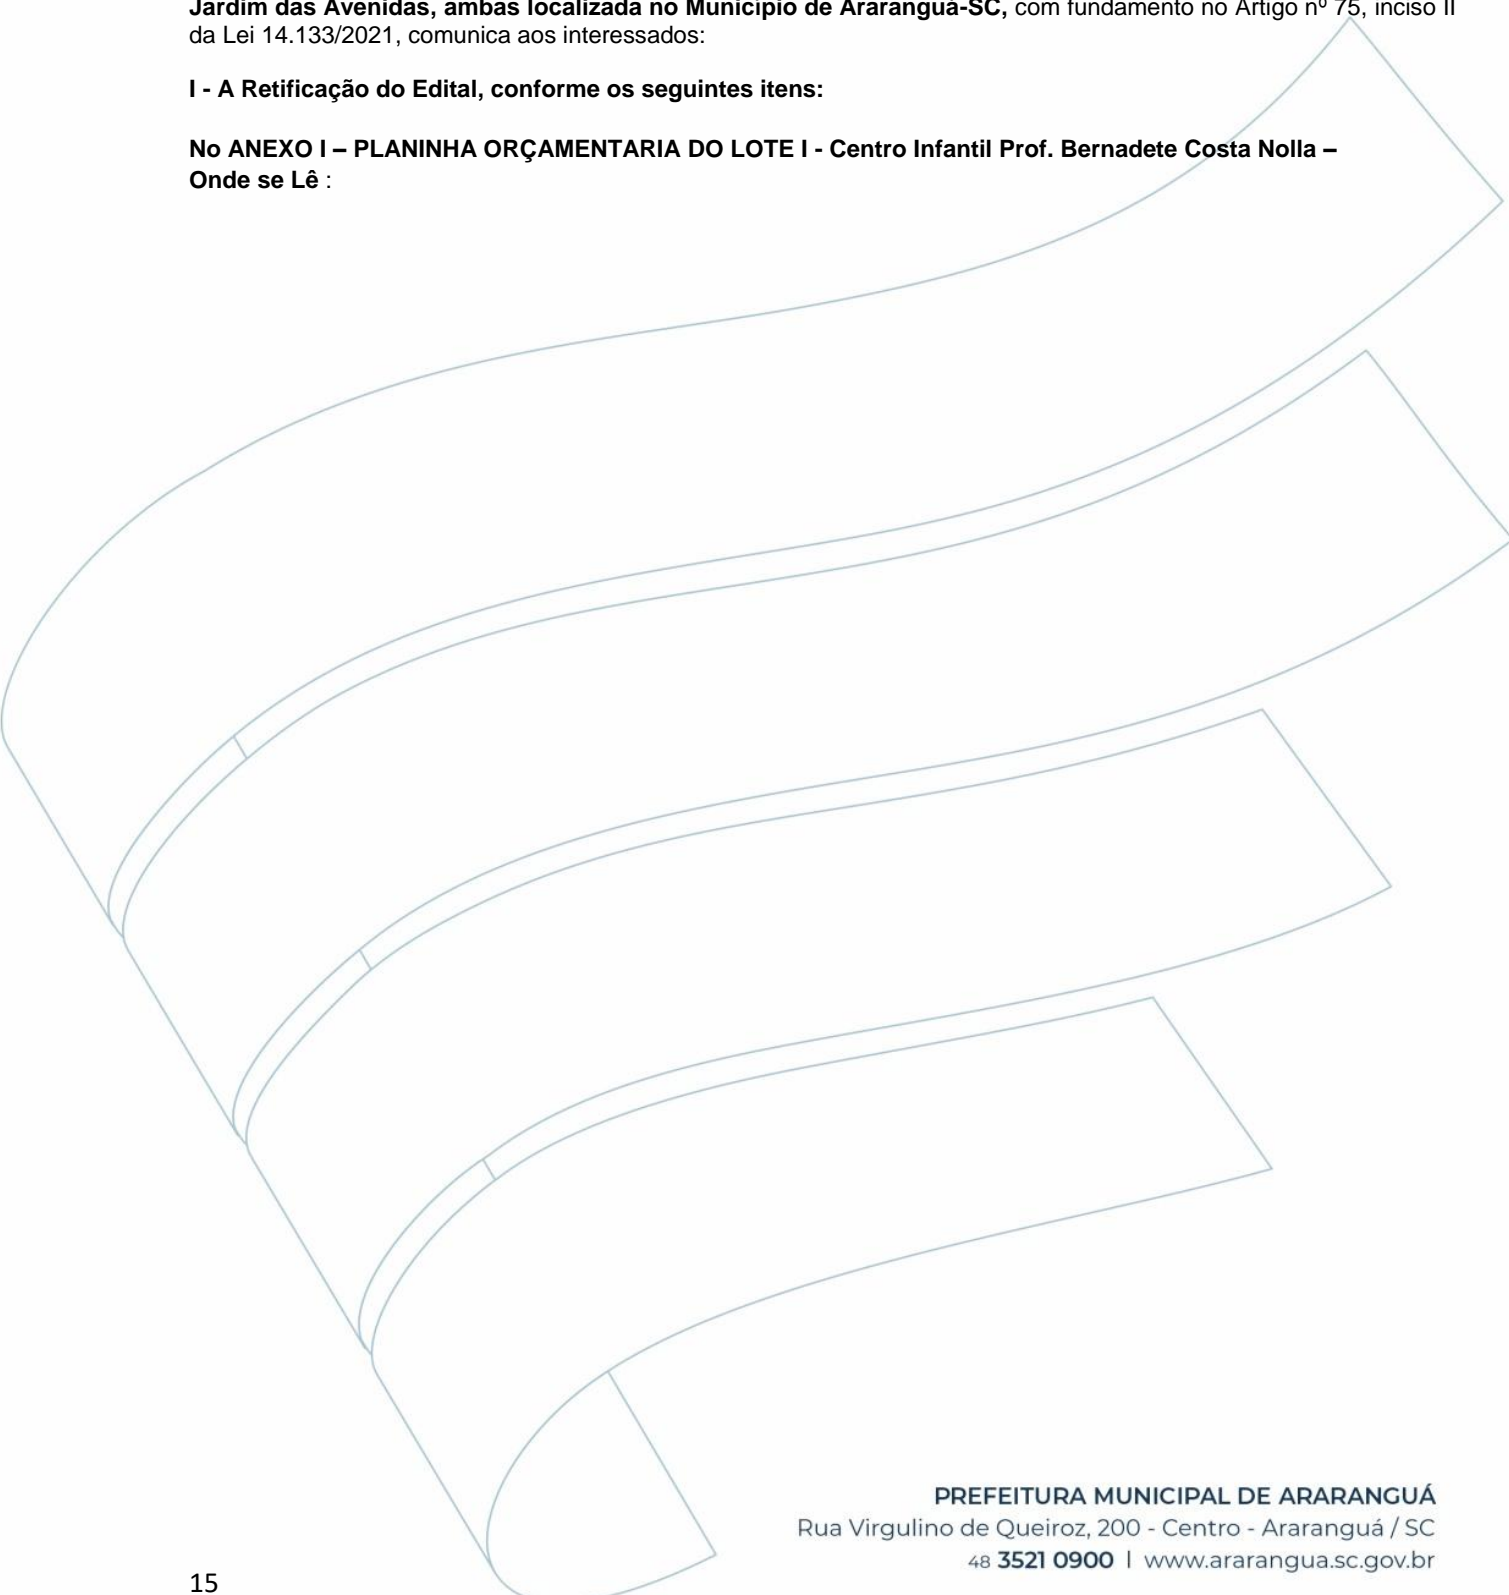 Jardim das Avenidas, ambas localizada no Município de Araranguá-SC, com fundamento no Artigo nº 75, inciso II
da Lei 14.133/2021, comunica aos interessados:
I - A Retificação do Edital, conforme os seguintes itens:
No ANEXO I – PLANINHA ORÇAMENTARIA DO LOTE I - Centro Infantil Prof. Bernadete Costa Nolla –
Onde se Lê :
PREFEITURA MUNICIPAL DE ARARANGUÁ
Rua Virgulino de Queiroz, 200 - Centro - Araranguá / SC
48 3521 0900 | www.ararangua.sc.gov.br
15